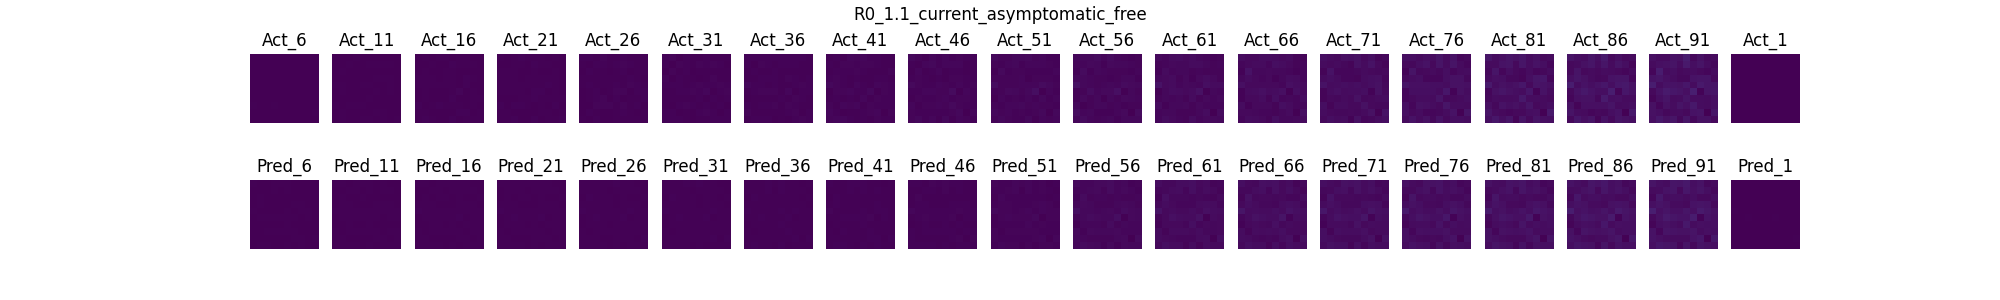 R0_1.1_current_asymptomatic_free
Act_6 Act_11 Act_16 Act_21 Act_26 Act_31 Act_36 Act_41 Act_46 Act_51 Act_56 Act_61 Act_66 Act_71 Act_76 Act_81 Act_86 Act_91 Act_1
Pred_6 Pred_11 Pred_16 Pred_21 Pred_26 Pred_31 Pred_36 Pred_41 Pred_46 Pred_51 Pred_56 Pred_61 Pred_66 Pred_71 Pred_76 Pred_81 Pred_86 Pred_91 Pred_1